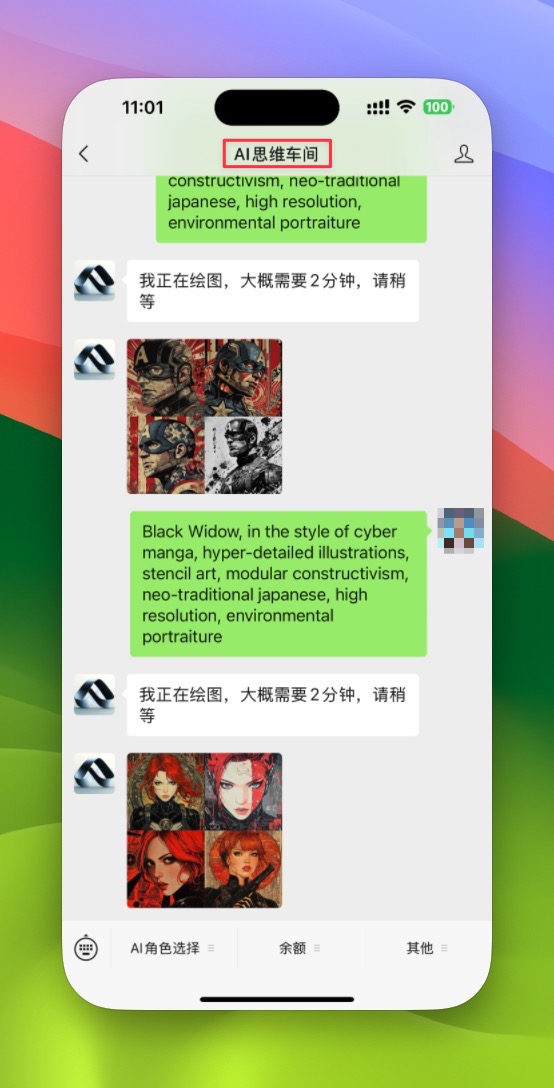 11:01
100
AI思维车间
constructivism, neo-traditional
japanese, high resolution,
environmental portraiture
我正在绘图，大概需要2分钟，请稍
等
A
Black Widow, in the style of cyber
manga, hyper-detailed illustrations,
stencil art, modular constructivism,
neo-traditional japanese, high
resolution, environmental
portraiture
我正在绘图，大概需要2分钟，请稍
等
AI角色选择
余额
其他